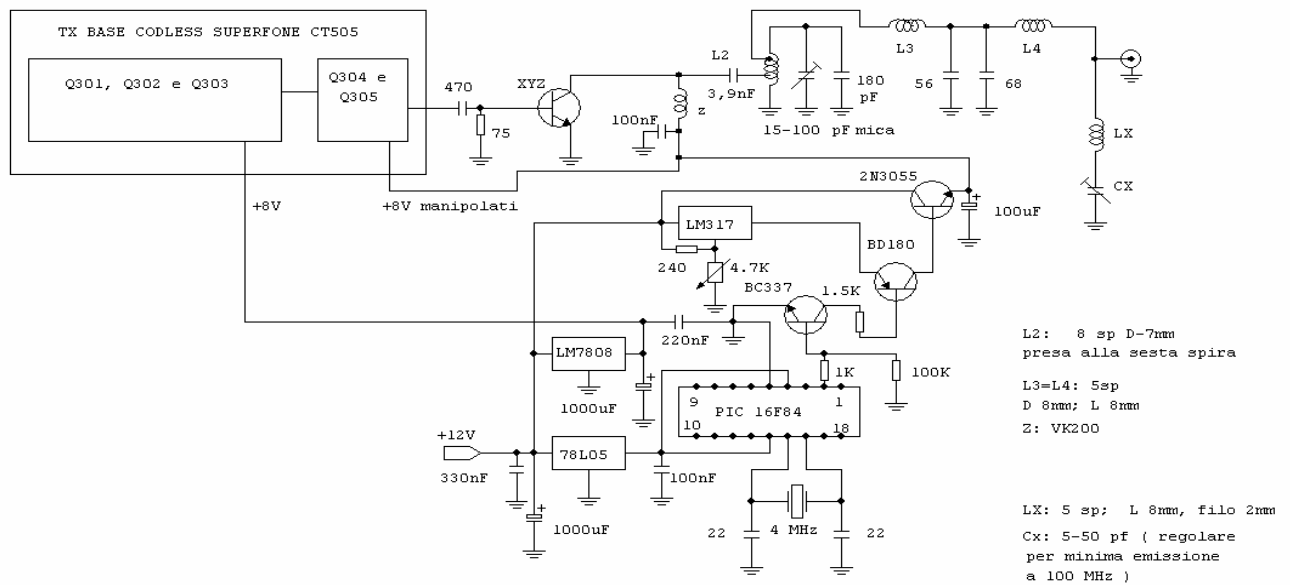 TX BASE CODLESS SUPERFONE CT505
Q301, Q302 e Q303
Q304 e
Q305
470
75
XYZ
100nF
z
L2
3,9nF
180
pF
15-100 pF mica
L3
56
68
L4
LX
CX
+8V
+8V manipolati
2N3055
100uF
LM317
240
4.7K
BD180
BC337
1.5K
220nF
LM7808
1000uF
1K
100K
9
1
PIC 16F84
10
18
+12V
330nF
78L05
100nF
1000uF
22
4 MHz
22
L2: 8 sp D-7mm
presa alla sesta spira
L3=L4: 5sp
D 8mm; L 8mm
Z: VK200
LX: 5 sp; L 8mm, filo 2mm
Cx: 5-50 pf ( regolare
per minima emissione
a 100 MHz )